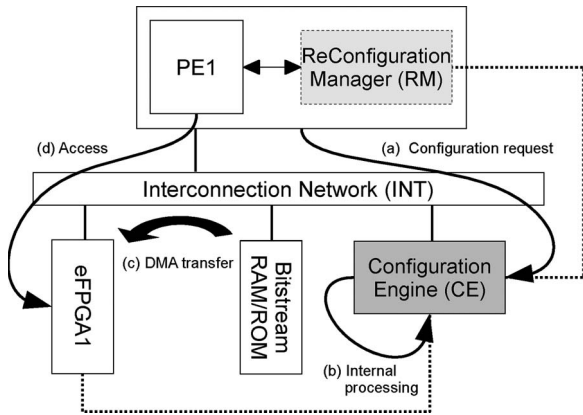 PE1
ReConfiguration
Manager (RM)
(d) Access
(a) Configuration request
Interconnection Network (INT)
(c) DMA transfer
eFPGA1
Bitstream
RAM/ROM
Configuration
Engine (CE)
(b) Internal
processing